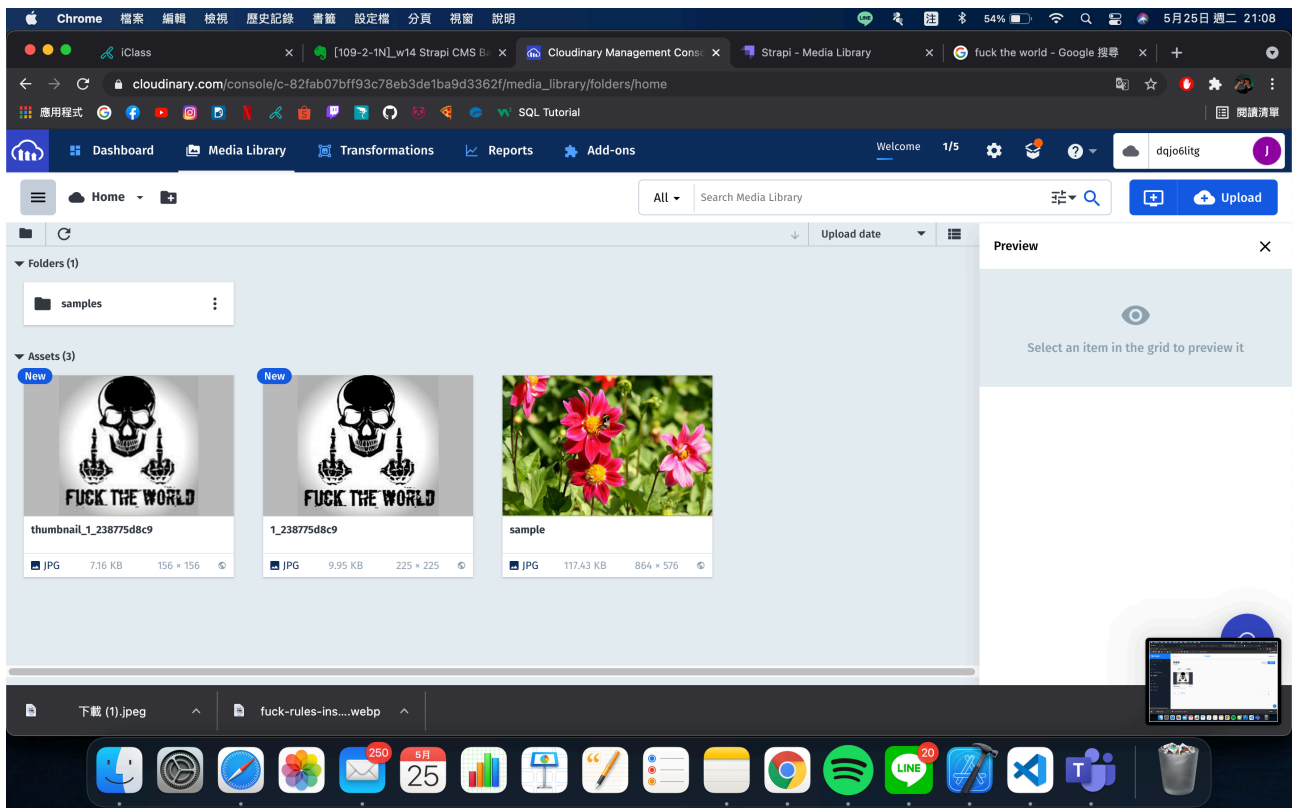 Chrome 檔案 編輯 檢視 歷史記錄 書籤 設定檔 分頁 視窗 說明 LINE 注 54% 5月25日 週二 21:08
iClass [109-2-1N]_w14 Strapi CMS Ba Cloudinary Management Conso Strapi - Media Library fuck the world - Google 搜尋
cloudinary.com/console/c-82fab07bff93c78eb3de1ba9d3362f/media_library/folders/home
應用程式 SQL Tutorial 閱讀清單
Dashboard Media Library Transformations Reports Add-ons Welcome 1/5 dqjo6litg J
Home All Search Media Library Upload
Upload date Preview
Folders (1)
samples
Select an item in the grid to preview it
Assets (3)
New New
FUCK THE WORLD FUCK THE WORLD
thumbnail_1_238775d8c9 1_238775d8c9 sample
JPG 7.16 KB 156 × 156 JPG 9.95 KB 225 × 225 JPG 117.43 KB 864 × 576
下載 (1).jpeg fuck-rules-ins....webp
250 5月 25 LINE 20 T